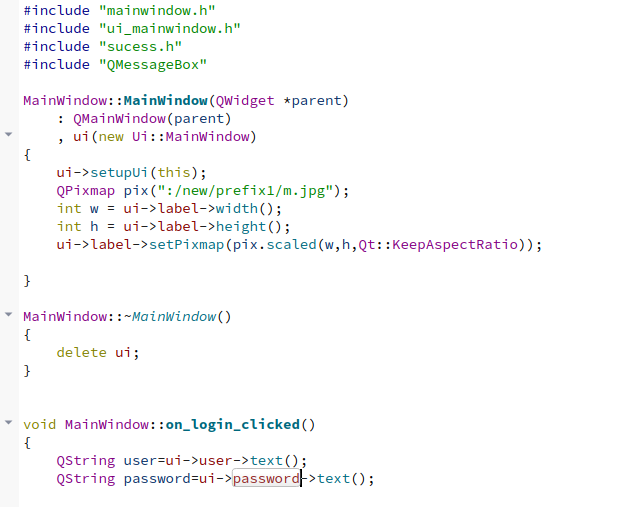 #include "mainwindow.h"
#include "ui_mainwindow.h"
#include "sucess.h"
#include "QMessageBox"

MainWindow::MainWindow(QWidget *parent)
    : QMainWindow(parent)
    , ui(new Ui::MainWindow)
{
    ui->setupUi(this);
    QPixmap pix(":/new/prefix1/m.jpg");
    int w = ui->label->width();
    int h = ui->label->height();
    ui->label->setPixmap(pix.scaled(w,h,Qt::KeepAspectRatio));

}

MainWindow::~MainWindow()
{
    delete ui;
}


void MainWindow::on_login_clicked()
{
    QString user=ui->user->text();
    QString password=ui->password->text();